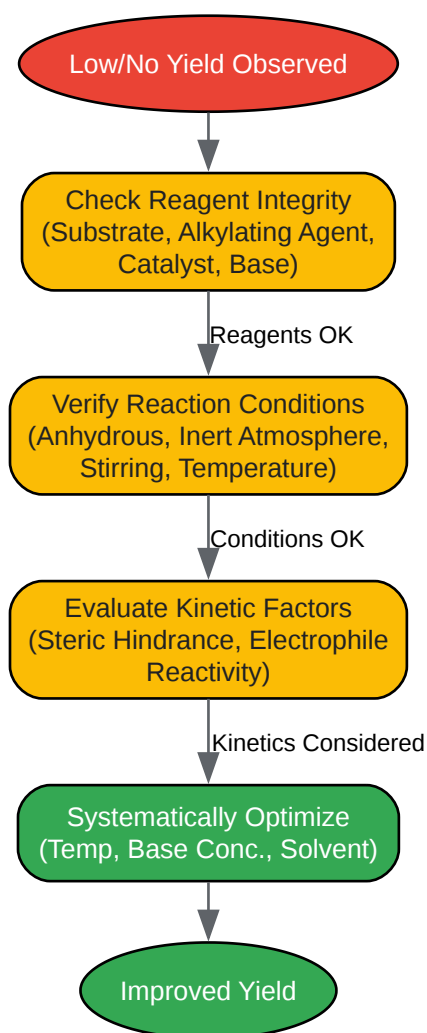 Low/No Yield Observed
Check Reagent Integrity
(Substrate, Alkylating Agent,
Catalyst, Base)
Reagents OK
Verify Reaction Conditions
(Anhydrous, Inert Atmosphere,
Stirring, Temperature)
Conditions OK
Evaluate Kinetic Factors
(Steric Hindrance, Electrophile
Reactivity)
Kinetics Considered
Systematically Optimize
(Temp, Base Conc., Solvent)
Improved Yield